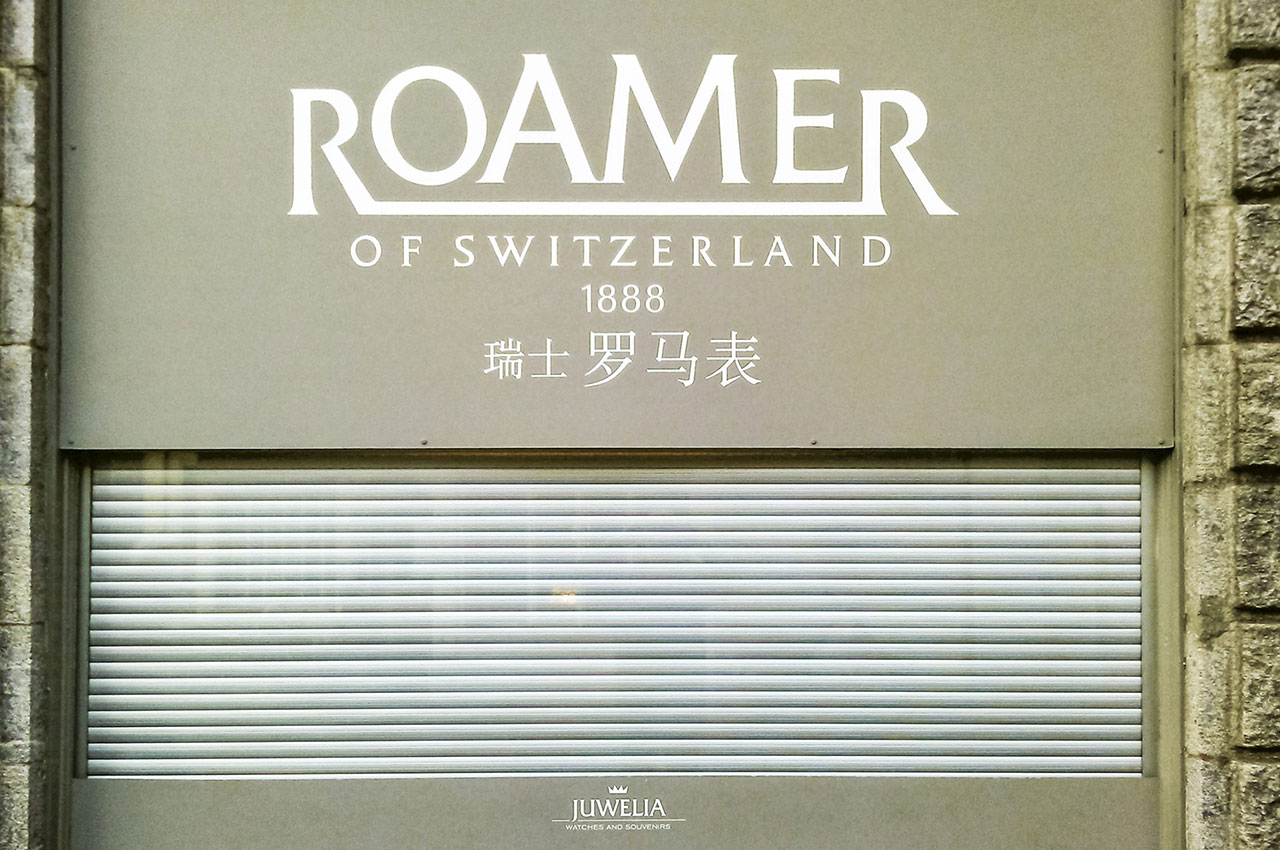 ROAMER
OF SWITZERLAND
1888
瑞士 罗马表
JUWELIA
WATCHES AND SOUVENIRS